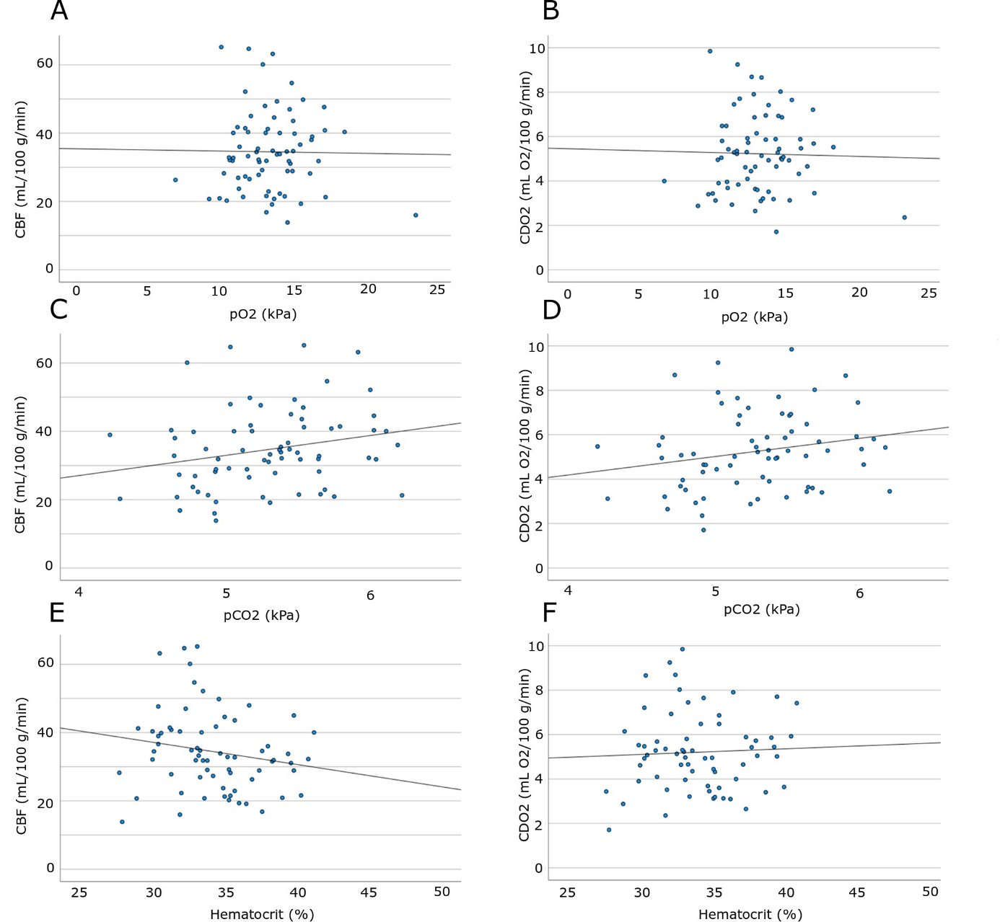 A
CBF (mL/100 g/min)
60
40
20
0
0 5 10 15 20 25
pO2 (kPa)
B
CDO2 (mL O2/100 g/min)
10
8
6
4
2
0
0 5 10 15 20 25
pO2 (kPa)
C
CBF (mL/100 g/min)
60
40
20
0
4 5 6
pCO2 (kPa)
D
CDO2 (mL O2/100 g/min)
10
8
6
4
2
0
4 5 6
pCO2 (kPa)
E
CBF (mL/100 g/min)
60
40
20
0
25 30 35 40 45 50
Hematocrit (%)
F
CDO2 (mL O2/100 g/min)
10
8
6
4
2
0
25 30 35 40 45 50
Hematocrit (%)